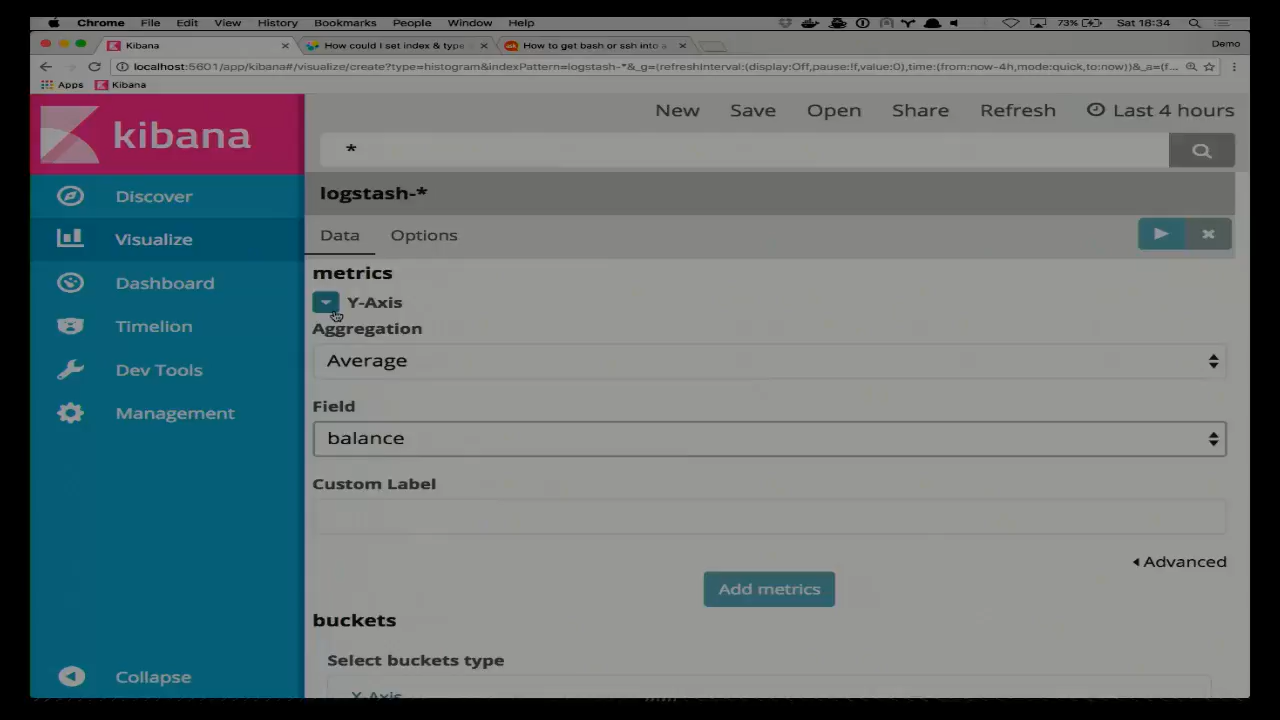 Chrome File Edit View History Bookmarks People Window Help 73% Sat 18:34
Kibana How could I set index & type How to get bash or ssh into a Demo
localhost:5601/app/kibana#/visualize/create?type=histogram&indexPattern=logstash-*&_g=(refreshInterval:(display:Off,pause:!f,value:0),time:(from:now-4h,mode:quick,to:now))&_a=(f...
Apps Kibana
kibana
New Save Open Share Refresh Last 4 hours
*
Discover
logstash-*
Visualize
Data Options
Dashboard
metrics
Y-Axis
Timelion
Aggregation
Average
Dev Tools
Management
Field
balance
Custom Label
Advanced
Add metrics
buckets
Select buckets type
Collapse
Y-Axis